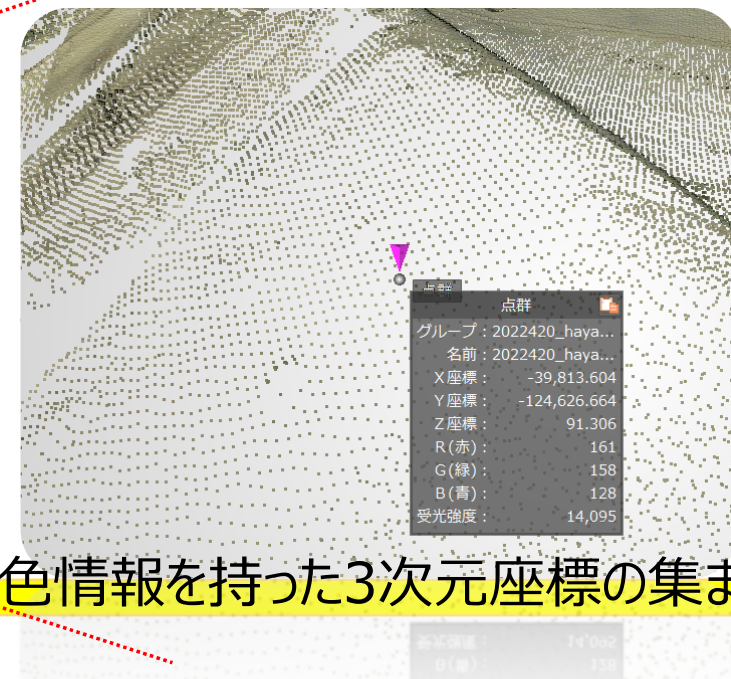 点群
点群
グループ : 2022420_haya...
名前 : 2022420_haya...
X座標 : -39,813.604
Y座標 : -124,626.664
Z座標 : 91.306
R(赤) : 161
G(緑) : 158
B(青) : 128
受光強度 : 14,095
色情報を持った3次元座標の集ま